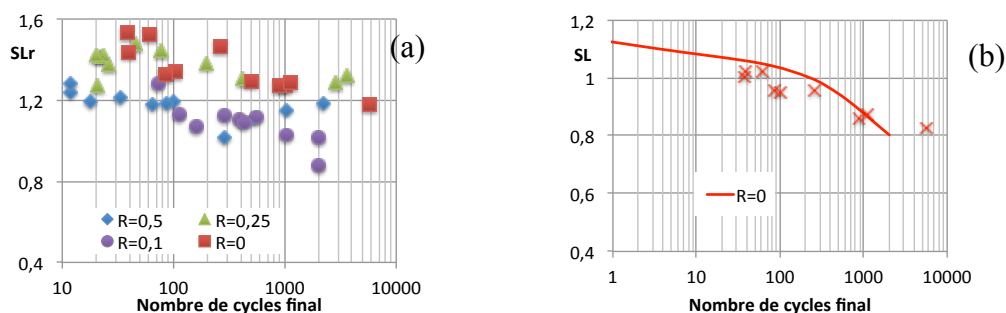 1,6
SLr
1,2
0,8
0,4
(a)
R=0,5
R=0,25
R=0,1
R=0
10
100
1000
10000
Nombre de cycles final
1,2
SL
1
0,8
0,6
0,4
(b)
R=0
1
10
100
1000
10000
Nombre de cycles final